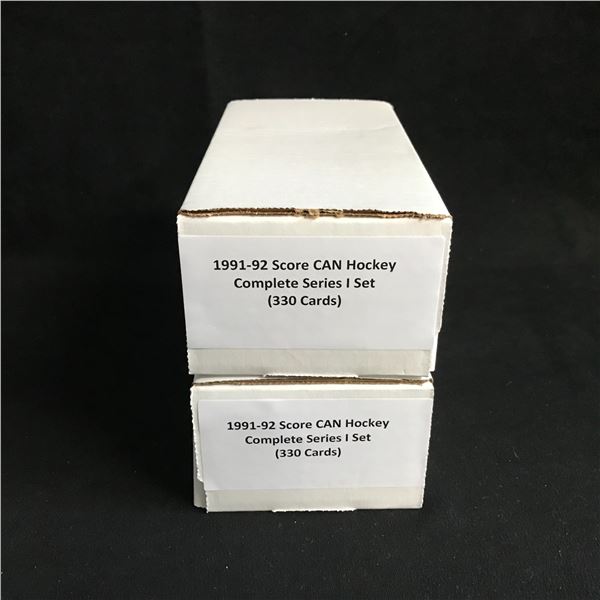 1991-92 Score CAN Hockey
Complete Series I Set
(330 Cards)
1991-92 Score CAN Hockey
Complete Series I Set
(330 Cards)